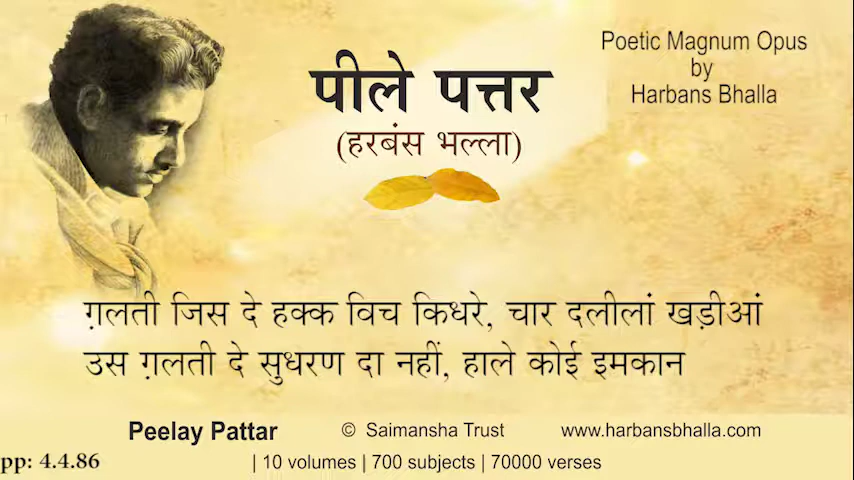 पीले पत्तर
(हरबंस भल्ला)
Poetic Magnum Opus
by
Harbans Bhalla
ग़लती जिस दे हक्क विच किधरे, चार दलीलां खड़ीआं
उस ग़लती दे सुधरण दा नहीं, हाले कोई इमकान
Peelay Pattar © Saimansha Trust www.harbansbhalla.com
pp: 4.4.86 | 10 volumes | 700 subjects | 70000 verses